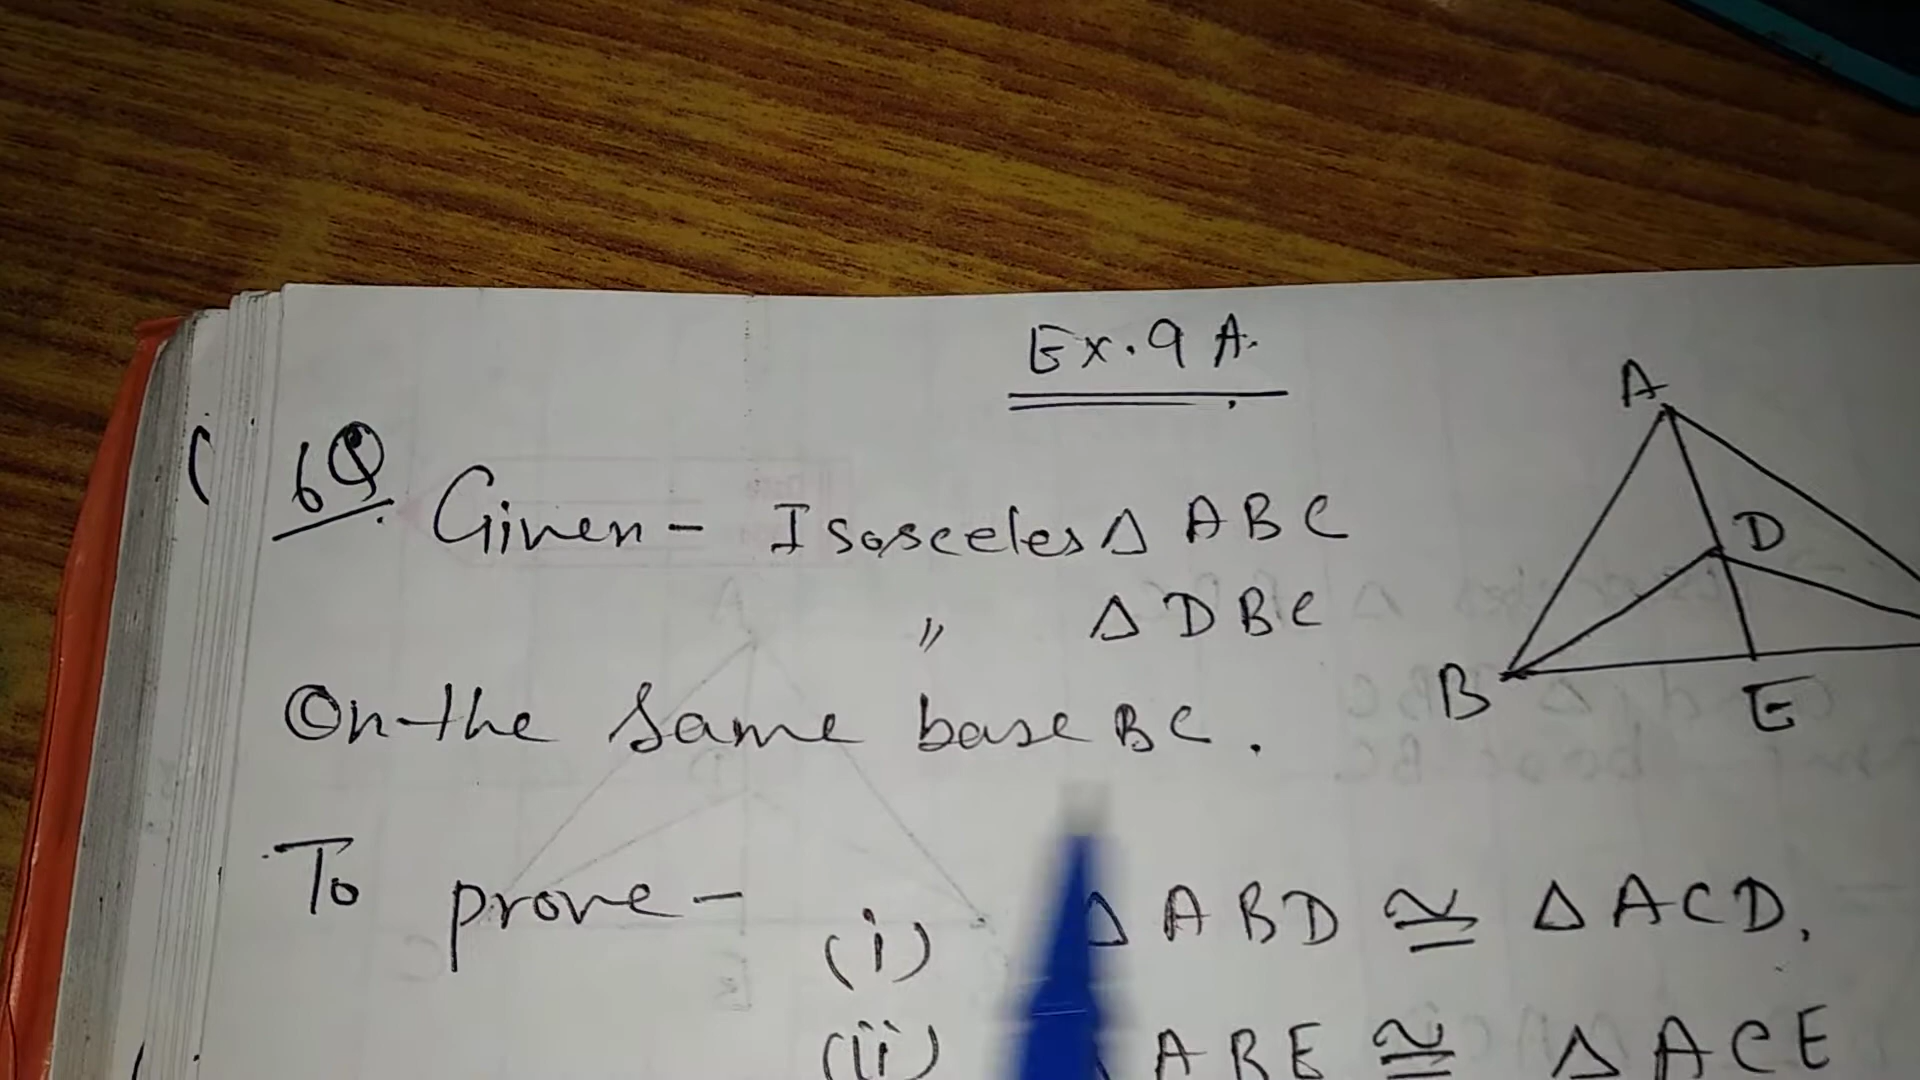 Ex. 9 A.
6Q. Given - Isosceles Δ ABC
" Δ DBC
On the same base BC.
To prove - (i) Δ ABD ≅ Δ ACD.
(ii) ABE ≅ Δ ACE
A
D
B
E